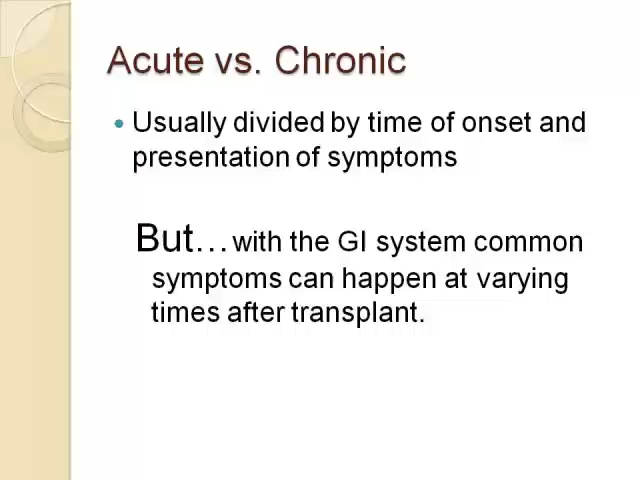 Acute vs. Chronic
Usually divided by time of onset and
presentation of symptoms
But… with the GI system common
symptoms can happen at varying
times after transplant.